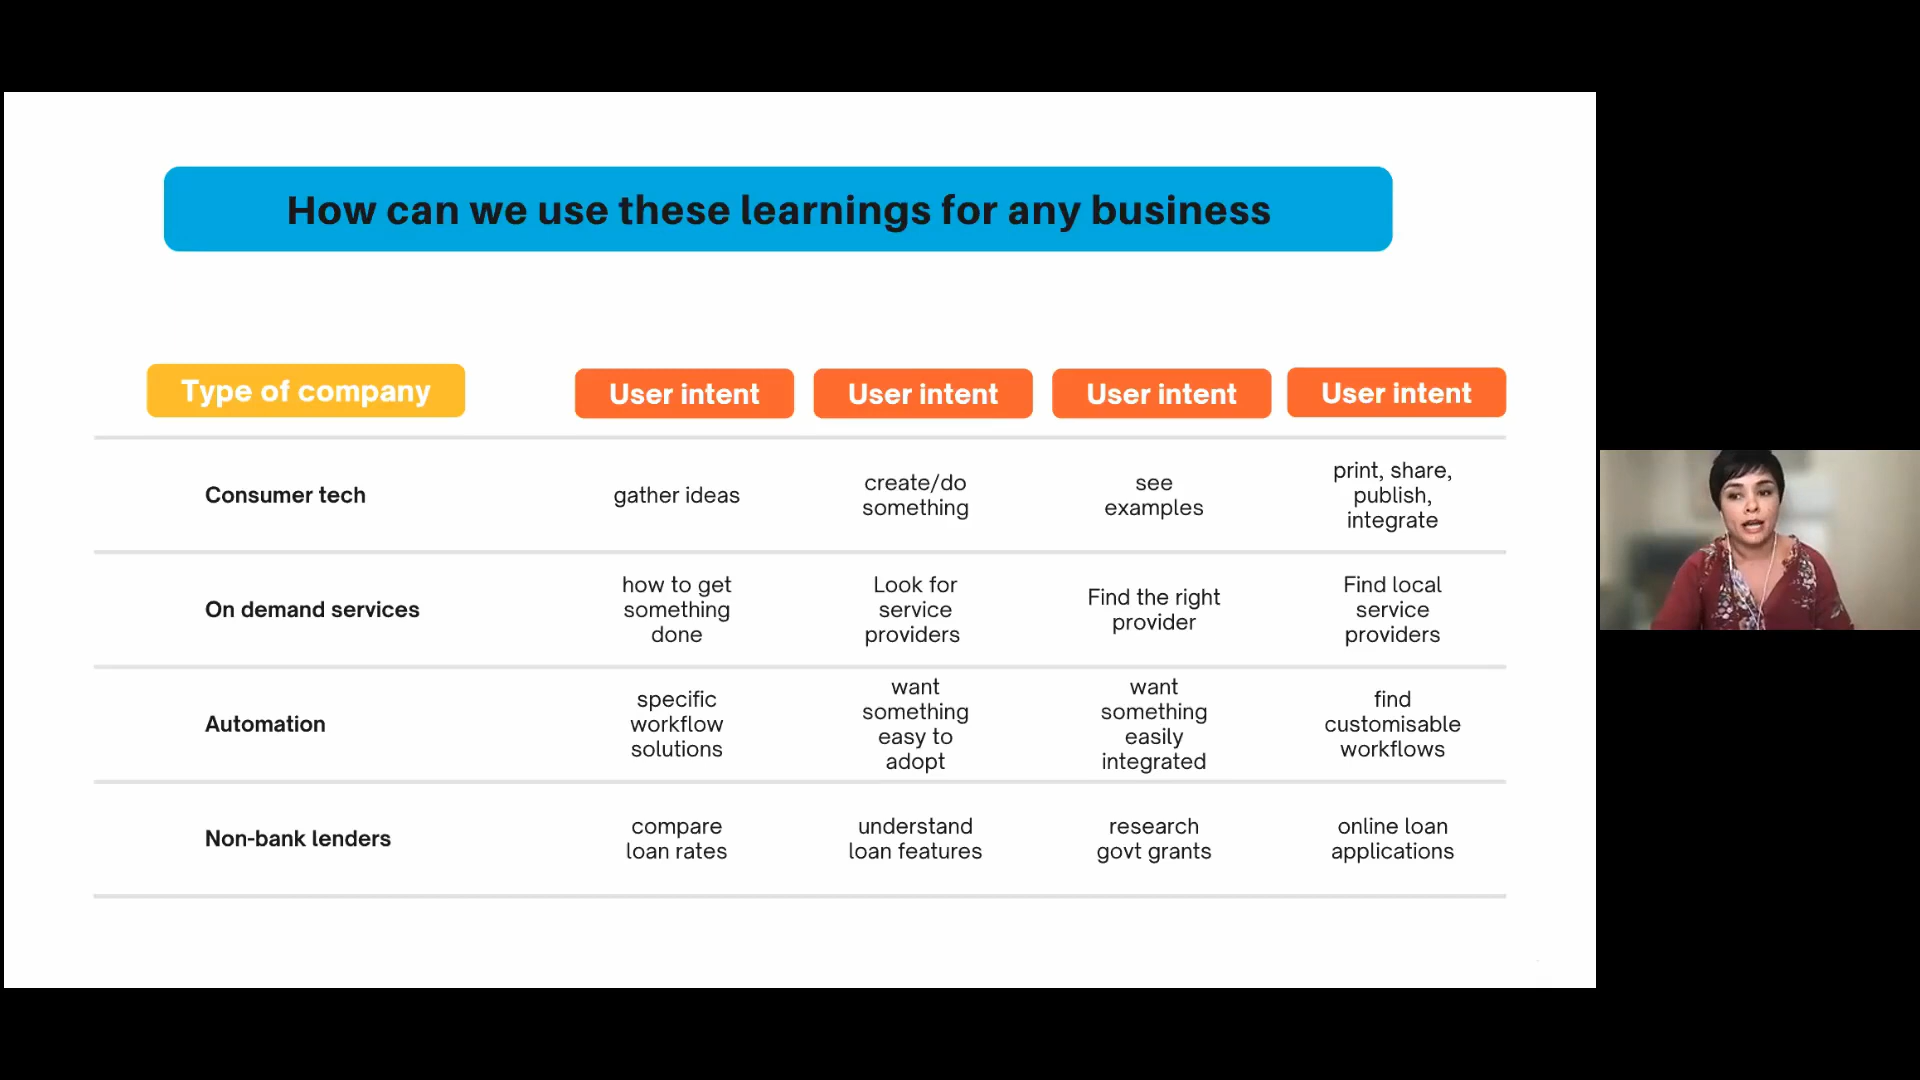 How can we use these learnings for any business
Type of company
User intent
User intent
User intent
User intent
Consumer tech
gather ideas
create/do
something
see
examples
print, share,
publish,
integrate
On demand services
how to get
something
done
Look for
service
providers
Find the right
provider
Find local
service
providers
Automation
specific
workflow
solutions
want
something
easy to
adopt
want
something
easily
integrated
find
customisable
workflows
Non-bank lenders
compare
loan rates
understand
loan features
research
govt grants
online loan
applications